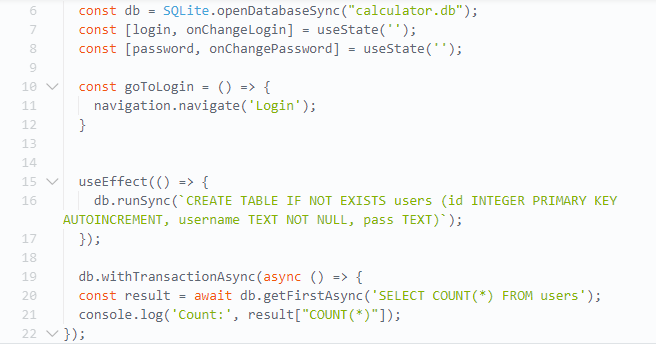 6 const db = SQLite.openDatabaseSync("calculator.db");
7 const [login, onChangeLogin] = useState('');
8 const [password, onChangePassword] = useState('');
9
10 const goToLogin = () => {
11 navigation.navigate('Login');
12 }
13
14
15 useEffect(() => {
16 db.runSync(`CREATE TABLE IF NOT EXISTS users (id INTEGER PRIMARY KEY
AUTOINCREMENT, username TEXT NOT NULL, pass TEXT)`);
17 });
18
19 db.withTransactionAsync(async () => {
20 const result = await db.getFirstAsync('SELECT COUNT(*) FROM users');
21 console.log('Count:', result["COUNT(*)"]);
22 });